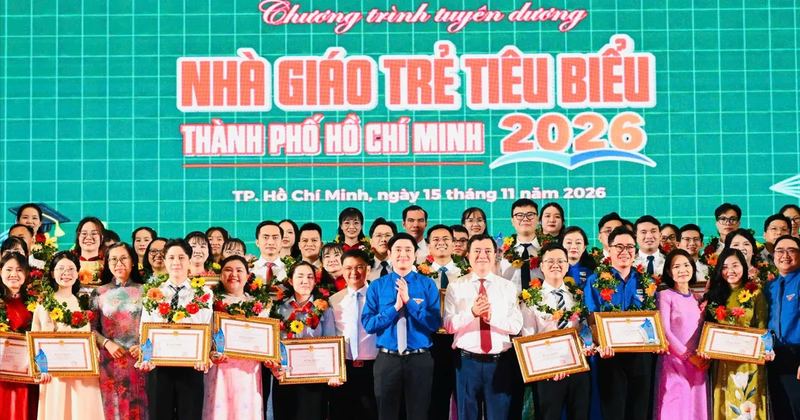 Chương trình tuyên dương
NHÀ GIÁO TRẺ TIÊU BIỂU
THÀNH PHỐ HỒ CHÍ MINH 2026
TP. Hồ Chí Minh, ngày 15 tháng 11 năm 2026